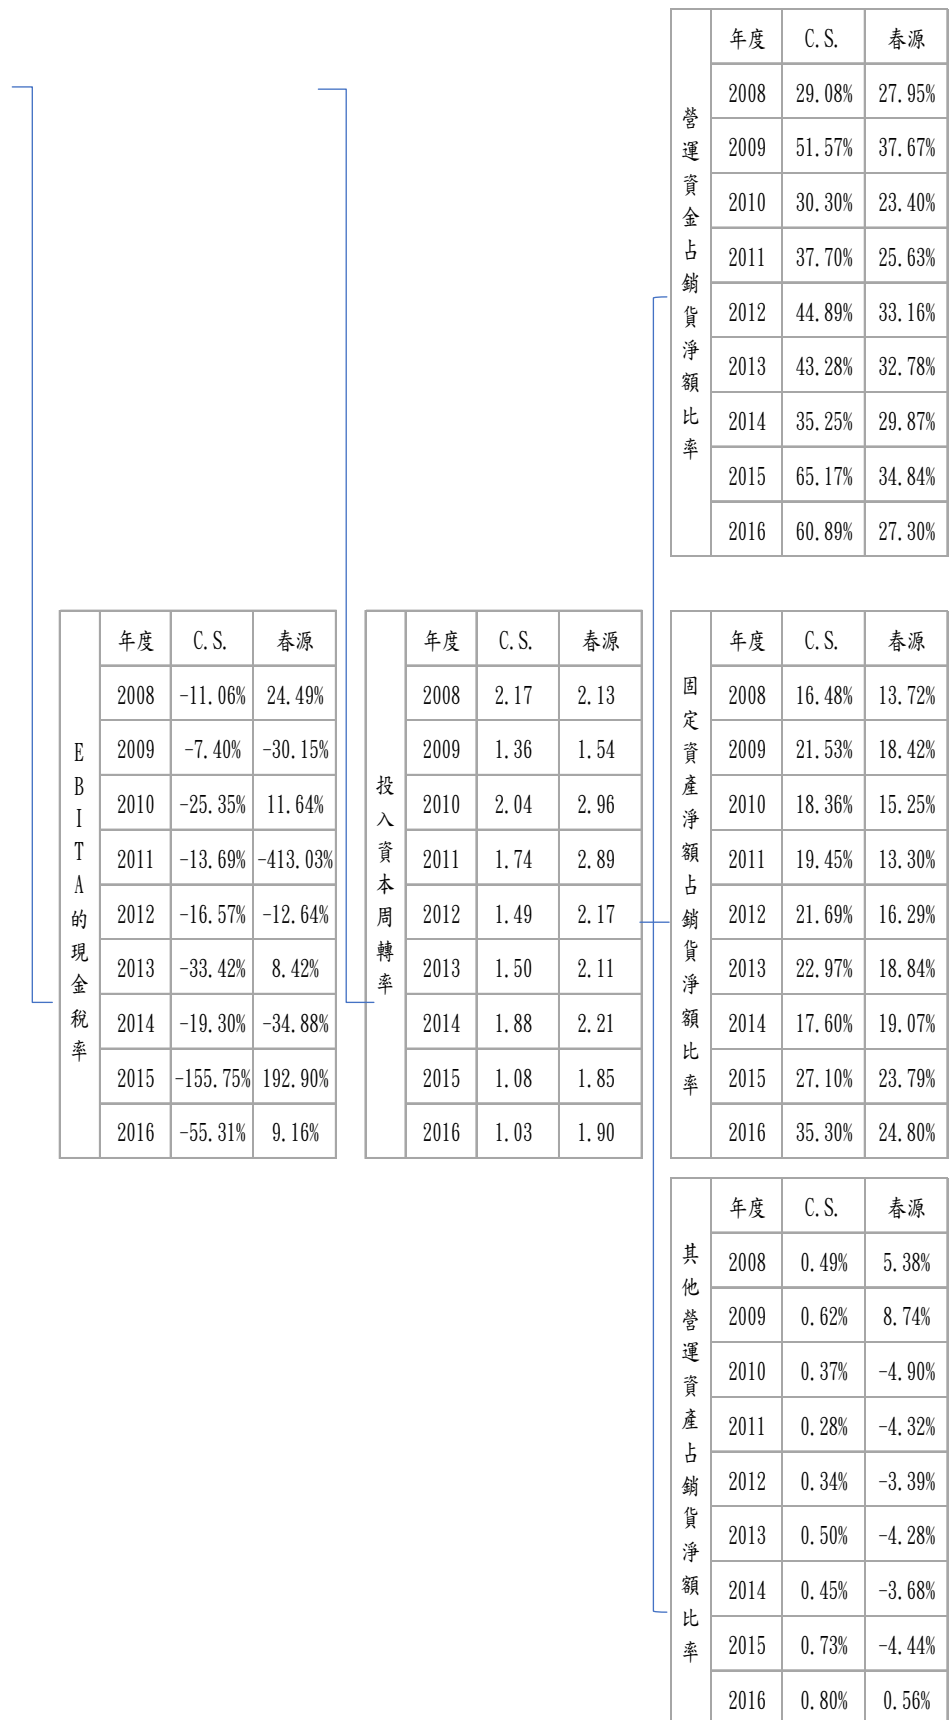 營運資金占銷貨淨額比率
年度 C.S. 春源
2008 29.08% 27.95%
2009 51.57% 37.67%
2010 30.30% 23.40%
2011 37.70% 25.63%
2012 44.89% 33.16%
2013 43.28% 32.78%
2014 35.25% 29.87%
2015 65.17% 34.84%
2016 60.89% 27.30%
EBITA的現金稅率
年度 C.S. 春源
2008 -11.06% 24.49%
2009 -7.40% -30.15%
2010 -25.35% 11.64%
2011 -13.69% -413.03%
2012 -16.57% -12.64%
2013 -33.42% 8.42%
2014 -19.30% -34.88%
2015 -155.75% 192.90%
2016 -55.31% 9.16%
投入資本周轉率
年度 C.S. 春源
2008 2.17 2.13
2009 1.36 1.54
2010 2.04 2.96
2011 1.74 2.89
2012 1.49 2.17
2013 1.50 2.11
2014 1.88 2.21
2015 1.08 1.85
2016 1.03 1.90
固定資產淨額占銷貨淨額比率
年度 C.S. 春源
2008 16.48% 13.72%
2009 21.53% 18.42%
2010 18.36% 15.25%
2011 19.45% 13.30%
2012 21.69% 16.29%
2013 22.97% 18.84%
2014 17.60% 19.07%
2015 27.10% 23.79%
2016 35.30% 24.80%
其他營運資產占銷貨淨額比率
年度 C.S. 春源
2008 0.49% 5.38%
2009 0.62% 8.74%
2010 0.37% -4.90%
2011 0.28% -4.32%
2012 0.34% -3.39%
2013 0.50% -4.28%
2014 0.45% -3.68%
2015 0.73% -4.44%
2016 0.80% 0.56%